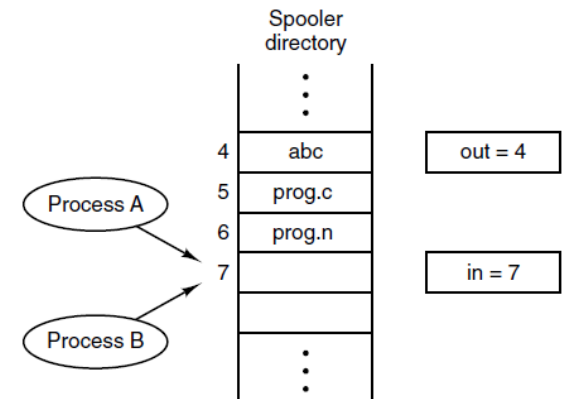 Spooler
directory
4 abc out = 4
5 prog.c
Process A
6 prog.n
7 in = 7
Process B